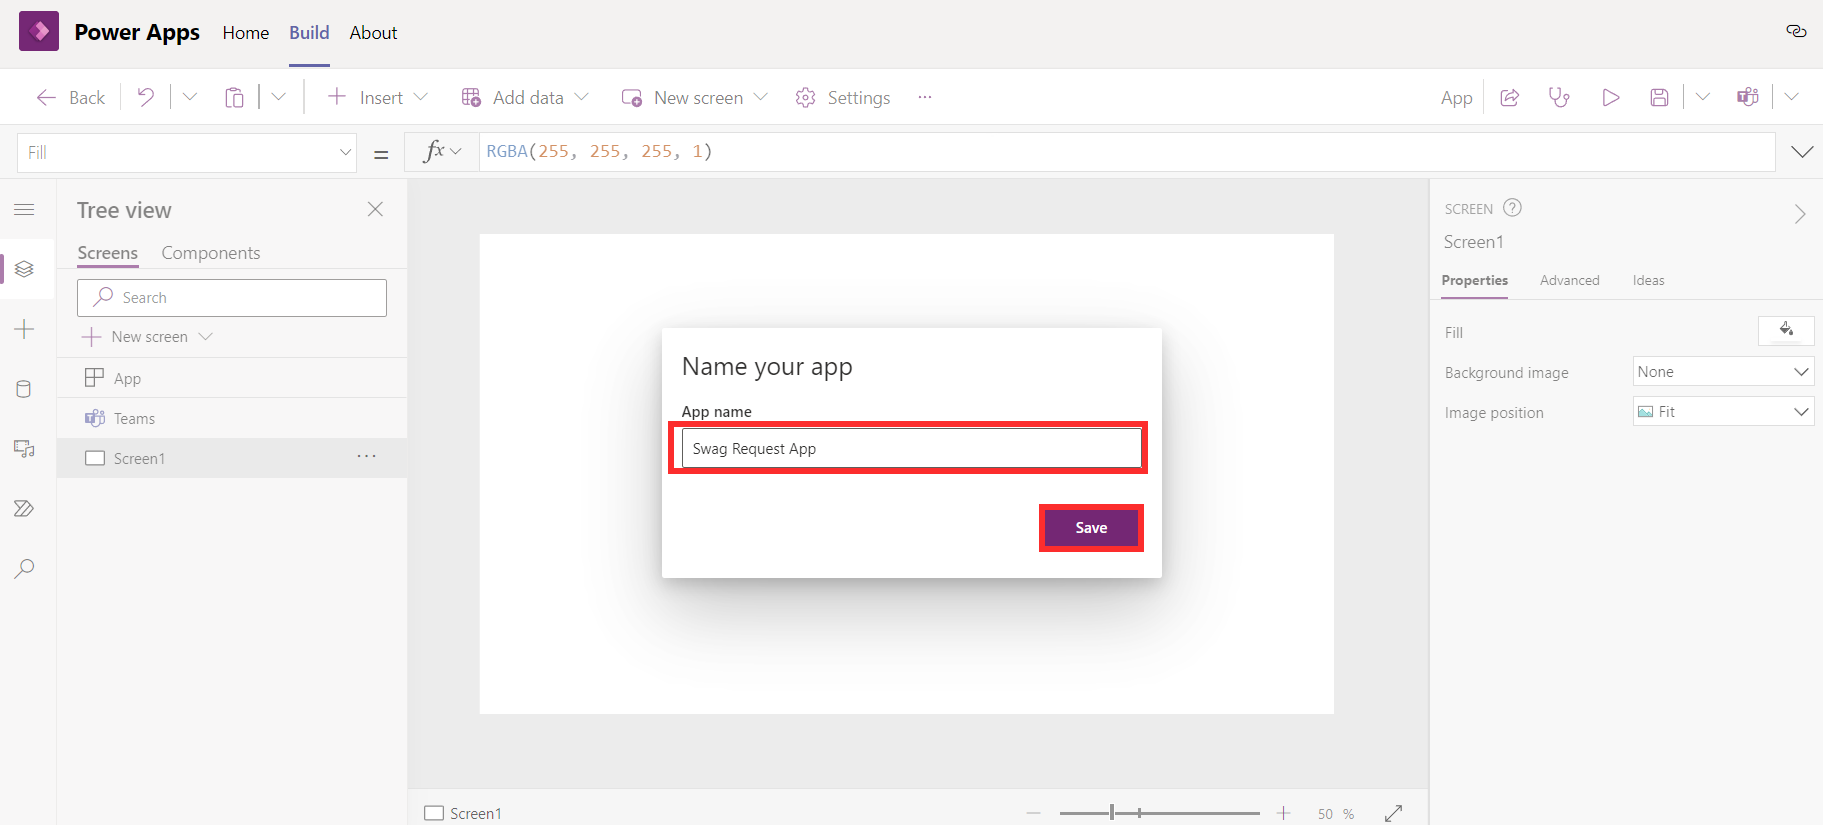 Power Apps Home Build About
Back Insert Add data New screen Settings ... App
Fill = fx RGBA(255, 255, 255, 1)
Tree view
Screens Components
Search
New screen
App
Teams
Screen1 ...
Name your app
App name
Swag Request App
Save
SCREEN ?
Screen1
Properties Advanced Ideas
Fill
Background image None
Image position Fit
Screen1 50 %